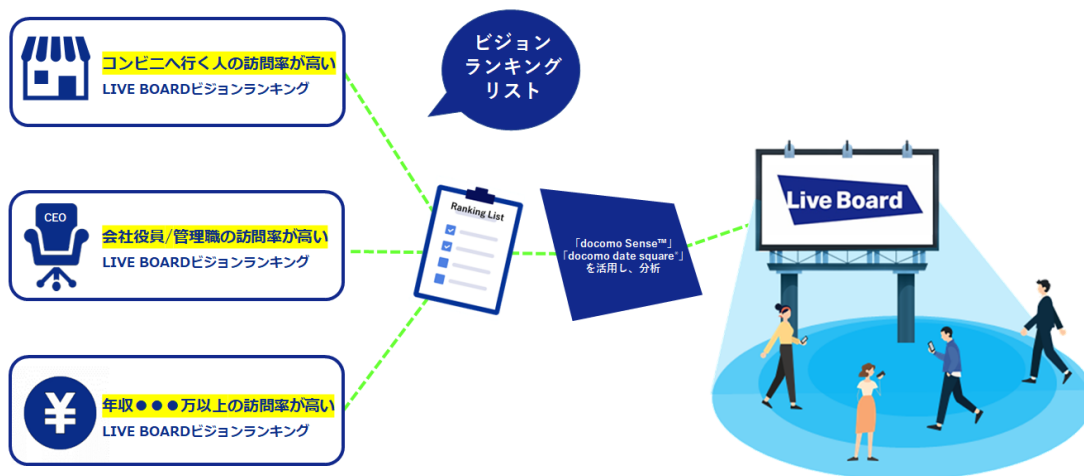 コンビニへ行く人の訪問率が高い
LIVE BOARDビジョンランキング
ビジョン
ランキング
リスト
CEO
会社役員/管理職の訪問率が高い
LIVE BOARDビジョンランキング
Ranking List
「docomo Sense™」
「docomo date square®」
を活用し、分析
Live Board
¥
年収●●●万以上の訪問率が高い
LIVE BOARDビジョンランキング